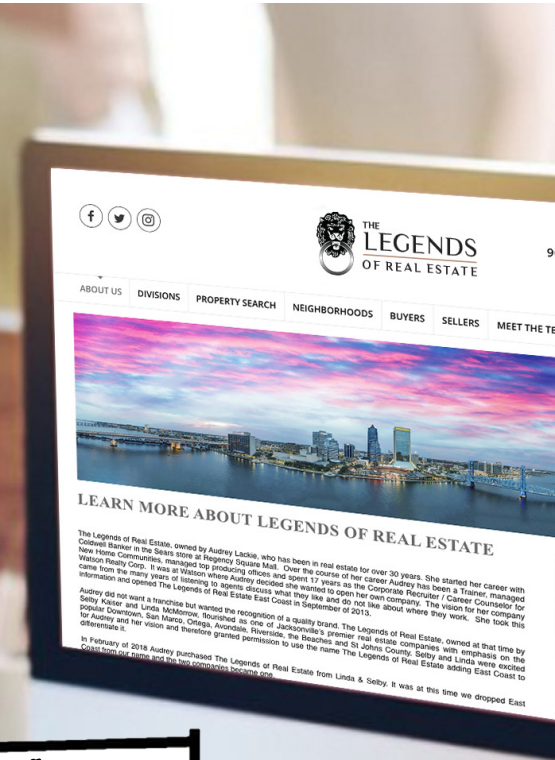 THE
LEGENDS
OF REAL ESTATE
ABOUT US
DIVISIONS
PROPERTY SEARCH
NEIGHBORHOODS
BUYERS
SELLERS
MEET THE TE
LEARN MORE ABOUT LEGENDS OF REAL ESTATE
The Legends of Real Estate, owned by Audrey Lackie, who has been in real estate for over 30 years. She started her career with
Coldwell Banker in the Sears store at Regency Square Mall. Over the course of her career Audrey has been a Trainer, managed
New Home Communities, managed top producing offices and spent 17 years as the Corporate Recruiter / Career Counselor for
Watson Realty Corp. It was at Watson where Audrey decided she wanted to open her own company. The vision for her company
came from the many years of listening to agents discuss what they like and do not like about where they work. She took this
information and opened The Legends of Real Estate East Coast in September of 2013.
Audrey did not want a franchise but wanted the recognition of a quality brand. The Legends of Real Estate, owned at that time by
Selby Kaiser and Linda McMorrow, flourished as one of Jacksonville's premier real estate companies with emphasis on the
popular Downtown, San Marco, Ortega, Avondale, Riverside, the Beaches and St Johns County. Selby and Linda were excited
for Audrey and her vision and therefore granted permission to use the name The Legends of Real Estate adding East Coast to
differentiate it.
In February of 2018 Audrey purchased The Legends of Real Estate from Linda & Selby. It was at this time we dropped East
Coast from our name and the two companies became one.